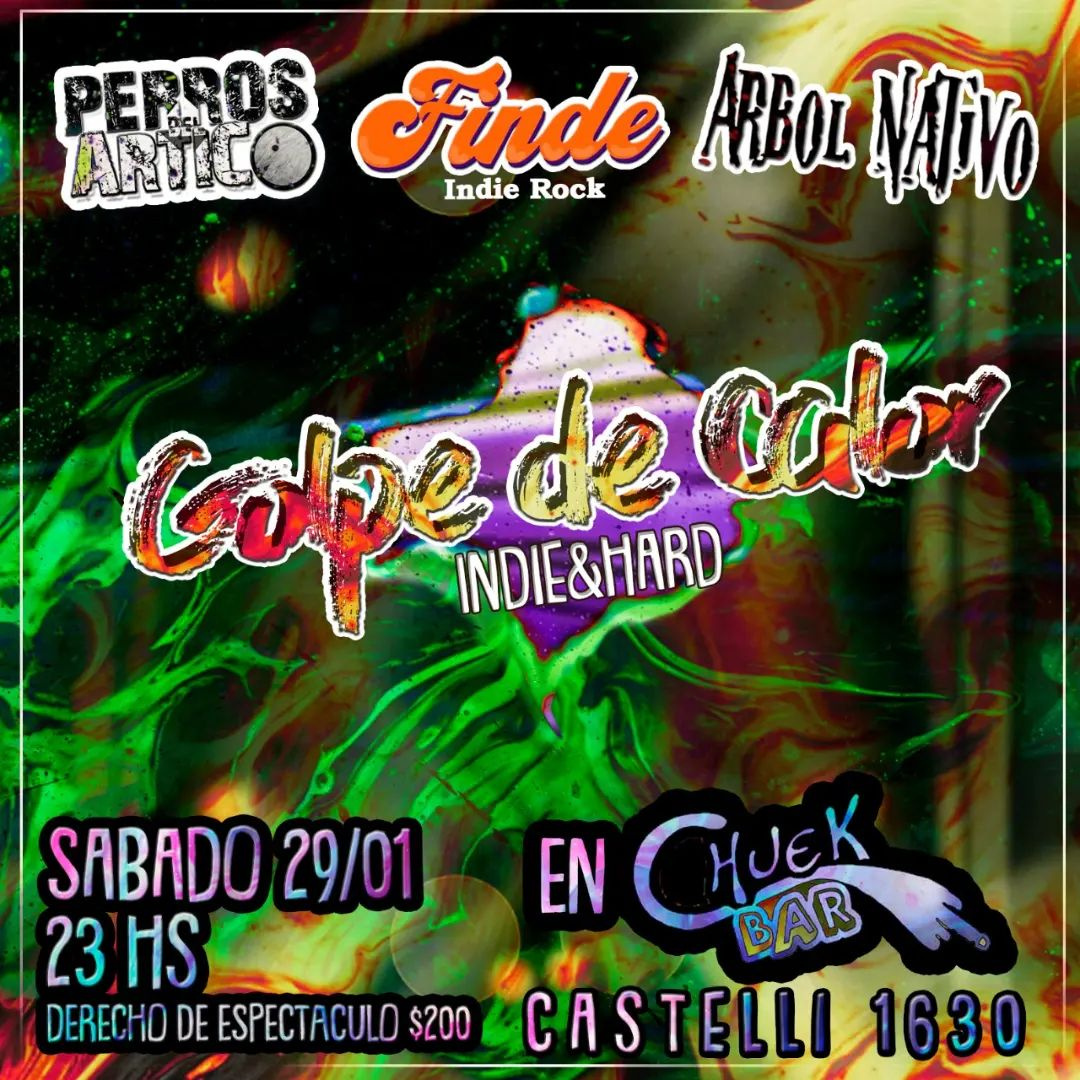 PERROS
DEL
ARTICO
Finde
Indie Rock
ARBOL NATIVO
Golpe de Calor
INDIE&HARD
SABADO 29/01
23 HS
DERECHO DE ESPECTACULO $200
EN CHUEK
BAR
CASTELLI 1630